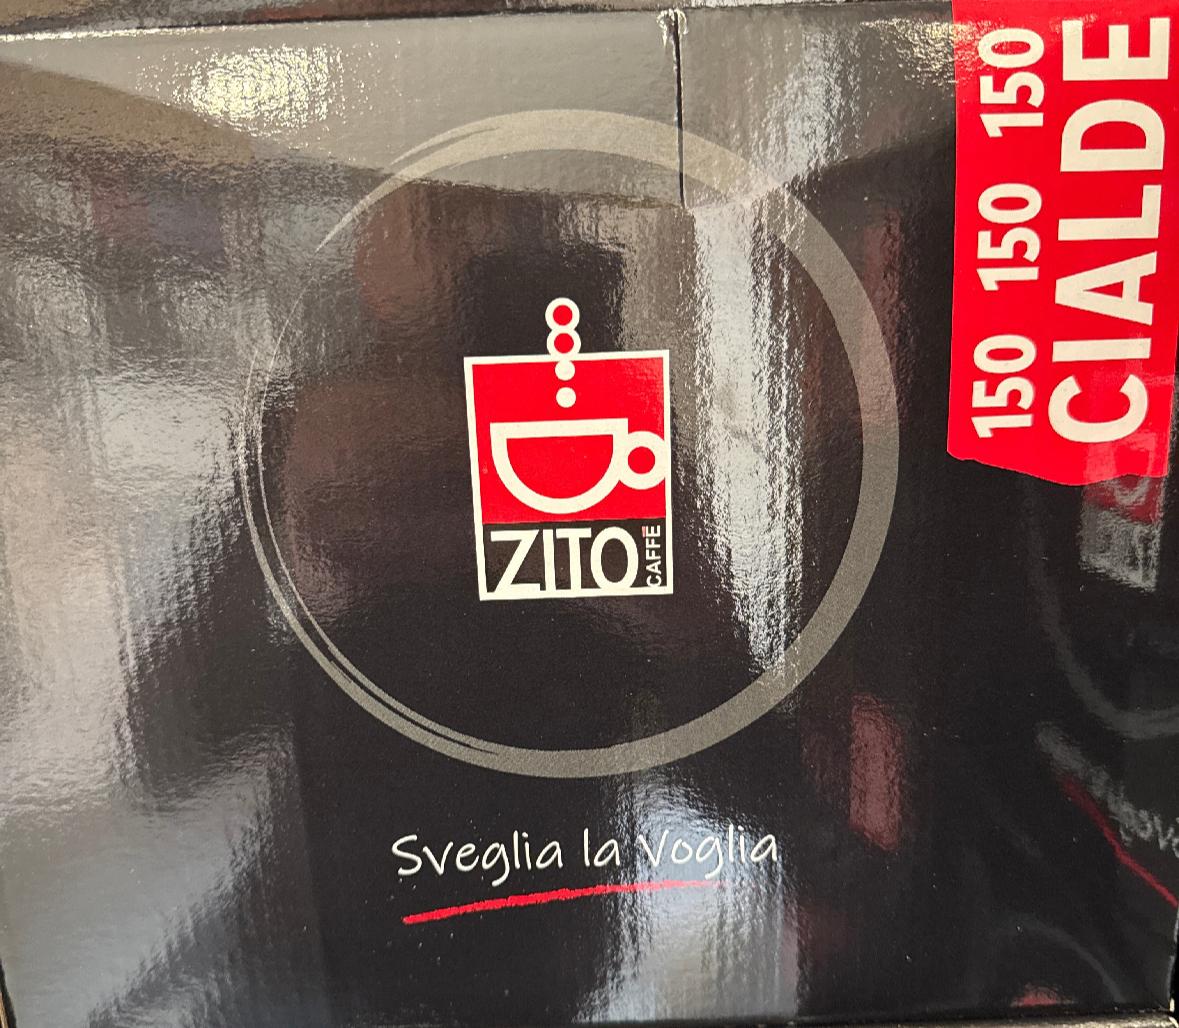 ZITO
CAFFÈ
Sveglia la Voglia
150 150 150
CIALDE